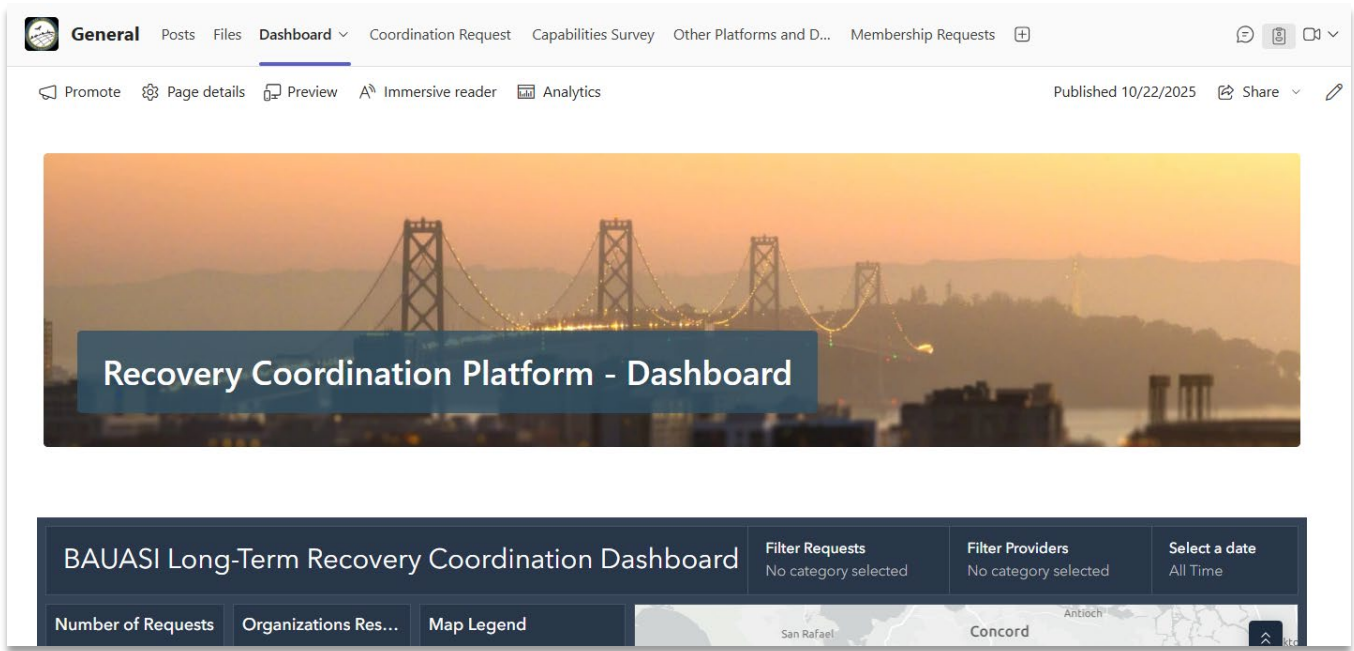 General Posts Files Dashboard Coordination Request Capabilities Survey Other Platforms and D... Membership Requests
Promote Page details Preview Immersive reader Analytics Published 10/22/2025 Share
Recovery Coordination Platform - Dashboard
BAUASI Long-Term Recovery Coordination Dashboard
Filter Requests
No category selected
Filter Providers
No category selected
Select a date
All Time
Number of Requests Organizations Res... Map Legend
Antioch
San Rafael Concord